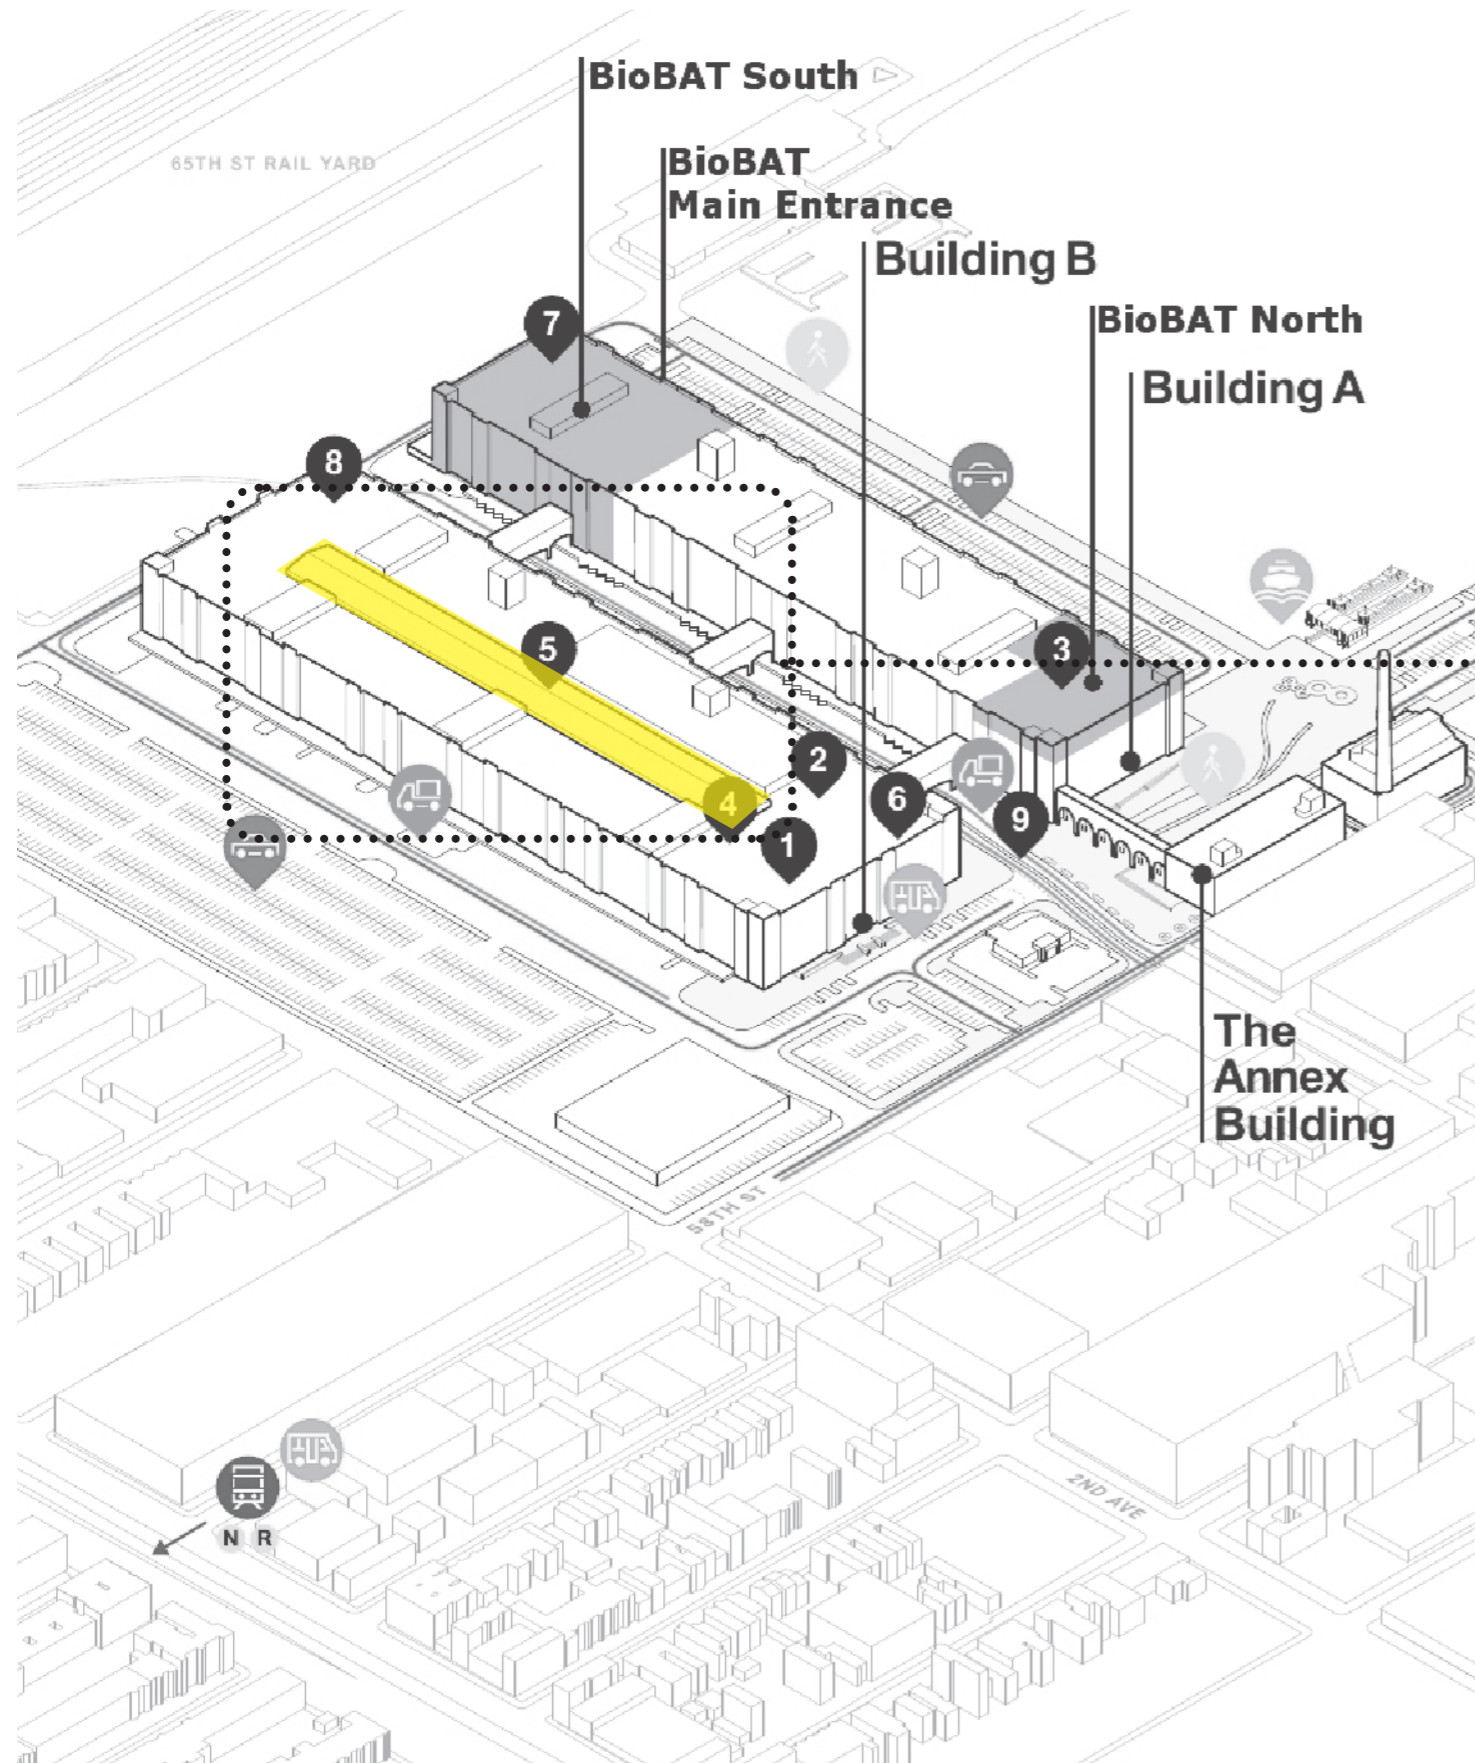 BioBAT South
65TH ST RAIL YARD
BioBAT
Main Entrance
Building B
BioBAT North
Building A
7
8
3
5
2
4
6
1
9
The
Annex
Building
58TH ST
2ND AVE
N R